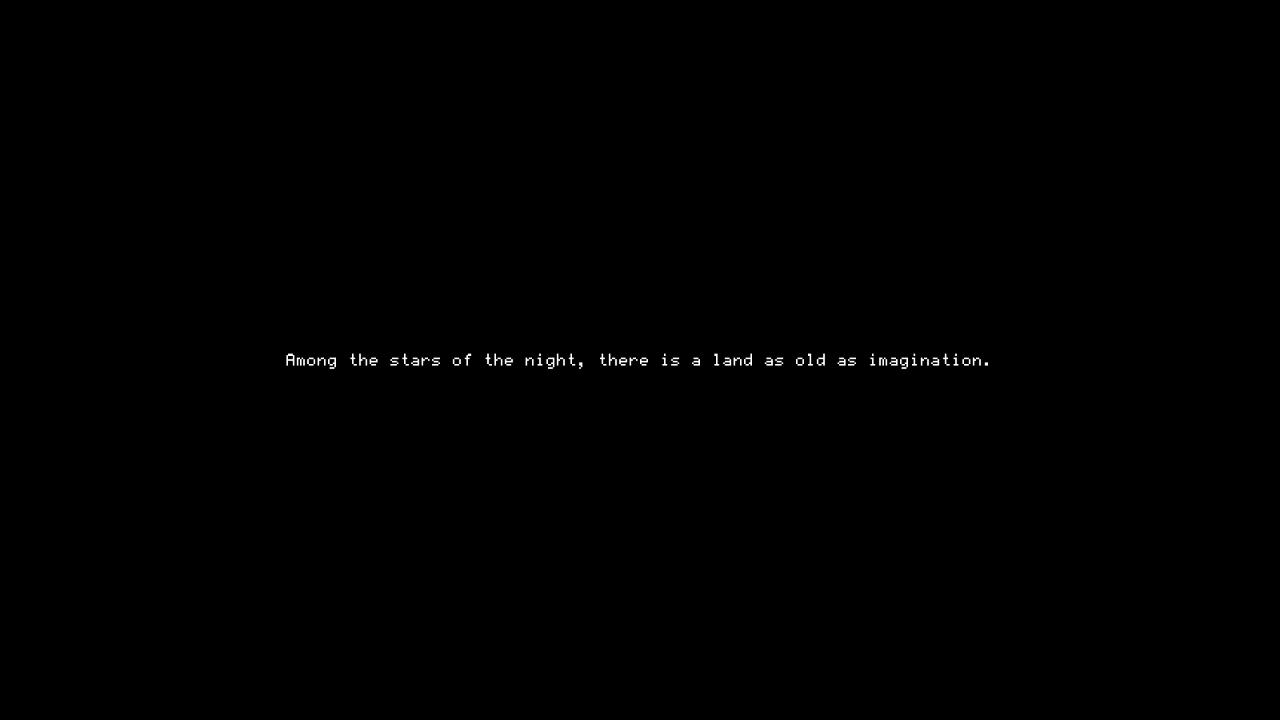 Among the stars of the night, there is a land as old as imagination.